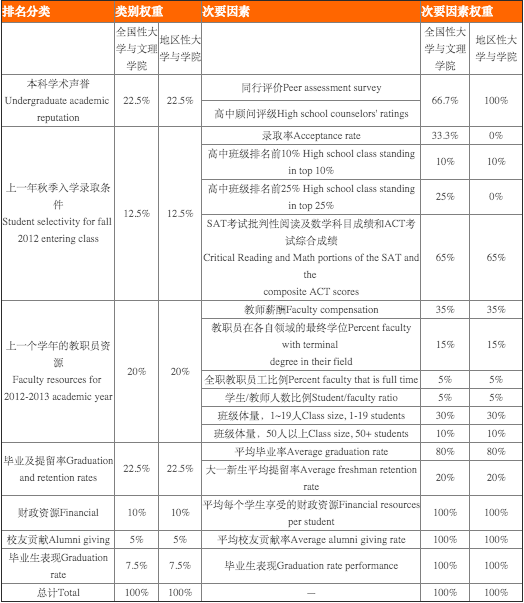 排名分类 类别权重 次要因素 次要因素权重
全国性大学与文理学院 地区性大学与学院 全国性大学与文理学院 地区性大学与学院
本科学术声誉
Undergraduate academic
reputation
22.5% 22.5%
同行评价Peer assessment survey
66.7% 100%
高中顾问评级High school counselors' ratings
33.3% 0%
上一年秋季入学录取条
件
Student selectivity for fall
2012 entering class
12.5% 12.5%
录取率Acceptance rate
10% 10%
高中班级排名前10% High school class standing
in top 10%
25% 0%
高中班级排名前25% High school class standing
in top 25%
SAT考试批判性阅读及数学科目成绩和ACT考
试综合成绩
Critical Reading and Math portions of the SAT and
the
composite ACT scores
65% 65%
上一个学年的教职员资
源
Faculty resources for
2012-2013 academic year
20% 20%
教师薪酬Faculty compensation 35% 35%
教职员在各自领域的最终学位Percent faculty
with terminal
degree in their field
15% 15%
全职教职员工比例Percent faculty that is full time 5% 5%
学生/教师人数比例Student/faculty ratio 5% 5%
班级体量、1~19人Class size, 1-19 students 30% 30%
班级体量、50人以上Class size, 50+ students 10% 10%
毕业及提留率Graduation
and retention rates
22.5% 22.5%
平均毕业率Average graduation rate 80% 80%
大一新生平均提留率Average freshman retention
rate
20% 20%
财政资源Financial 10% 10%
平均每个学生享受的财政资源Financial resources
per student
100% 100%
校友贡献Alumni giving 5% 5% 平均校友贡献率Average alumni giving rate 100% 100%
毕业生表现Graduation
rate
7.5% 7.5% 毕业生表现Graduation rate performance 100% 100%
总计Total 100% 100% — 100% 100%